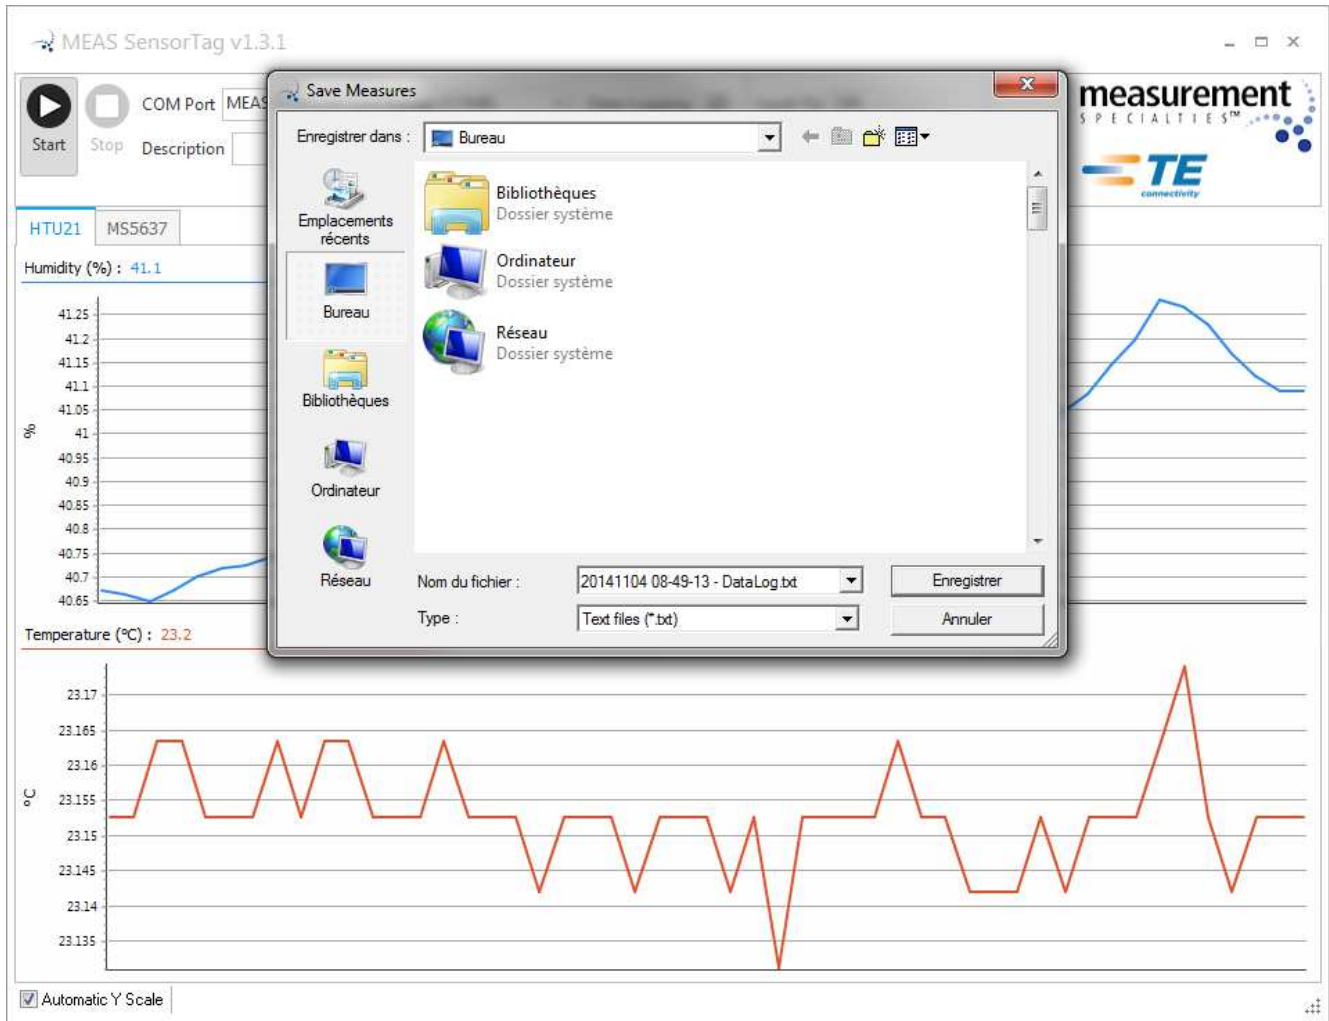 MEAS SensorTag v1.3.1
Start
Stop
COM Port MEAS
Description
measurement
SPECIALTIES™
TE
connectivity
HTU21 MS5637
Humidity (%) : 41.1
41.25
41.2
41.15
41.1
41.05
41
40.95
40.9
40.85
40.8
40.75
40.7
40.65
%
Save Measures
Enregistrer dans :
Bureau
Emplacements
récents
Bureau
Bibliothèques
Ordinateur
Réseau
Bibliothèques
Dossier système
Ordinateur
Dossier système
Réseau
Dossier système
Nom du fichier :
20141104 08-49-13 - DataLog.txt
Enregistrer
Type :
Text files (*.txt)
Annuler
Temperature (°C) : 23.2
23.17
23.165
23.16
23.155
23.15
23.145
23.14
23.135
°C
Automatic Y Scale